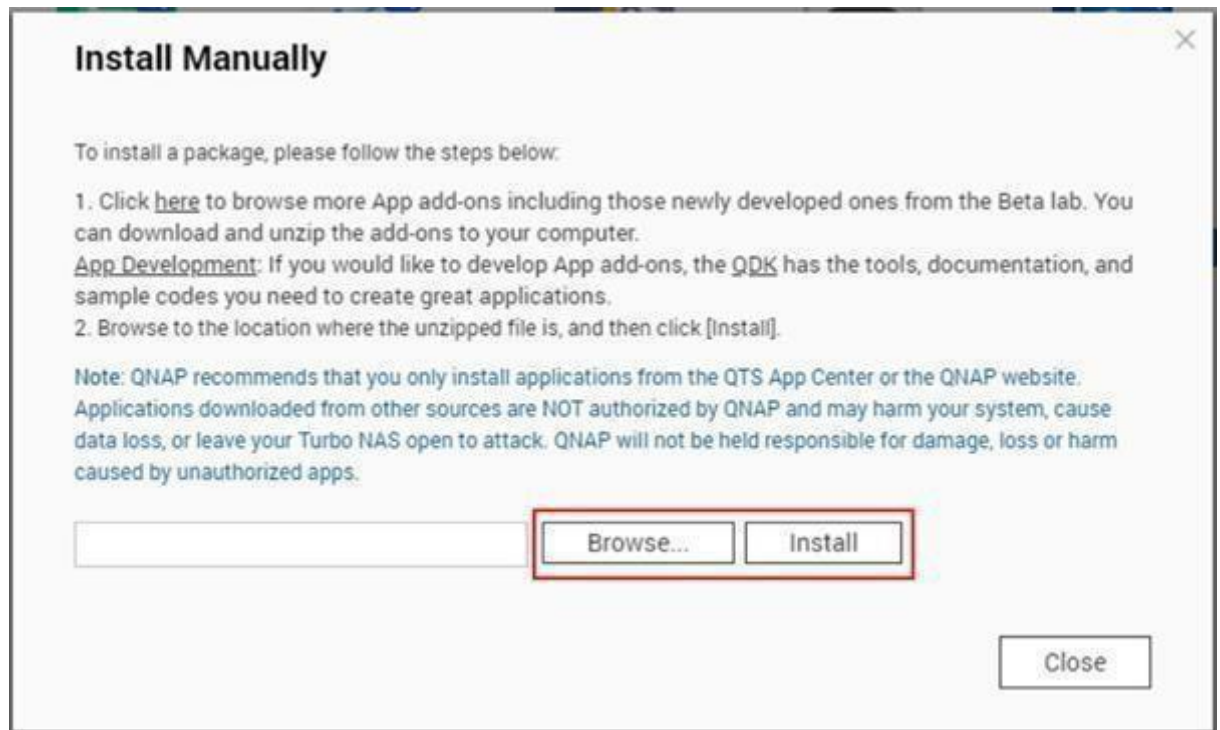 Install Manually
To install a package, please follow the steps below:
1. Click here to browse more App add-ons including those newly developed ones from the Beta lab. You
can download and unzip the add-ons to your computer.
App Development: If you would like to develop App add-ons, the QDK has the tools, documentation, and
sample codes you need to create great applications.
2. Browse to the location where the unzipped file is, and then click [Install].
Note: QNAP recommends that you only install applications from the QTS App Center or the QNAP website.
Applications downloaded from other sources are NOT authorized by QNAP and may harm your system, cause
data loss, or leave your Turbo NAS open to attack. QNAP will not be held responsible for damage, loss or harm
caused by unauthorized apps.
Browse... Install
Close